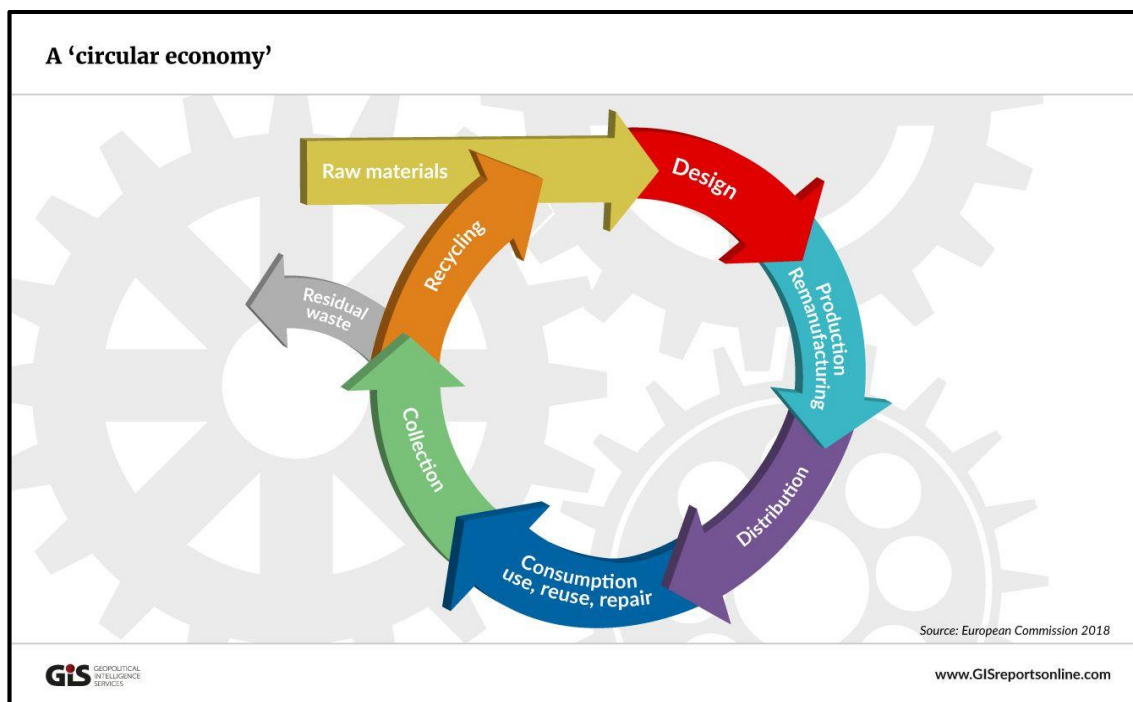 A ‘circular economy’
Raw materials
Design
Production
Remanufacturing
Distribution
Consumption
use, reuse, repair
Collection
Recycling
Residual
waste
Source: European Commission 2018
GIS
GEOPOLITICAL
INTELLIGENCE
SERVICES
www.GISreportsonline.com